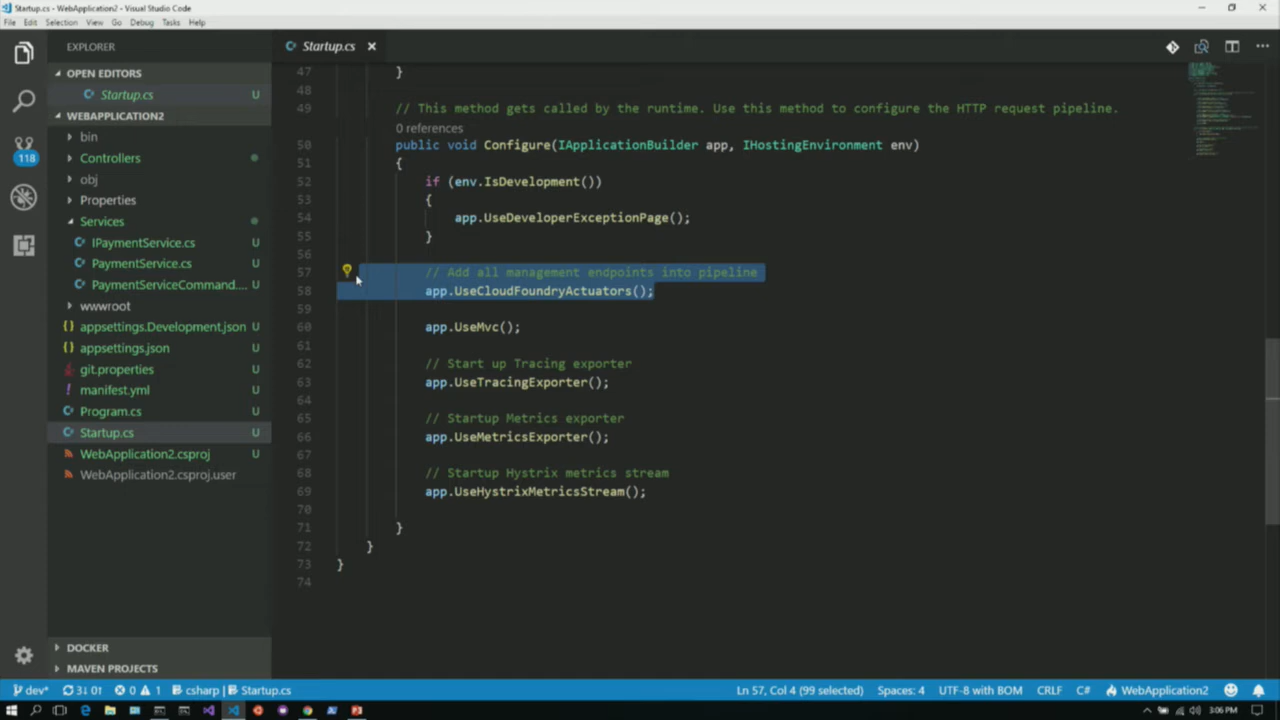 Startup.cs - WebApplication2 - Visual Studio Code
File Edit Selection View Go Debug Tasks Help
EXPLORER
Startup.cs
OPEN EDITORS
Startup.cs U
WEBAPPLICATION2
bin
Controllers
obj
Properties
Services
IPaymentService.cs U
PaymentService.cs U
PaymentServiceCommand.... U
wwwroot
appsettings.Development.json U
appsettings.json U
git.properties U
manifest.yml U
Program.cs U
Startup.cs U
WebApplication2.csproj U
WebApplication2.csproj.user
DOCKER
MAVEN PROJECTS
118
47 }
48
49 // This method gets called by the runtime. Use this method to configure the HTTP request pipeline.
0 references
50 public void Configure(IApplicationBuilder app, IHostingEnvironment env)
51 {
52 if (env.IsDevelopment())
53 {
54 app.UseDeveloperExceptionPage();
55 }
56
57 // Add all management endpoints into pipeline
58 app.UseCloudFoundryActuators();
59
60 app.UseMvc();
61
62 // Start up Tracing exporter
63 app.UseTracingExporter();
64
65 // Startup Metrics exporter
66 app.UseMetricsExporter();
67
68 // Startup Hystrix metrics stream
69 app.UseHystrixMetricsStream();
70
71 }
72 }
73 }
74
dev* 3↓ 0↑ 0 1 csharp | Startup.cs Ln 57, Col 4 (99 selected) Spaces: 4 UTF-8 with BOM CRLF C# WebApplication2
3:06 PM